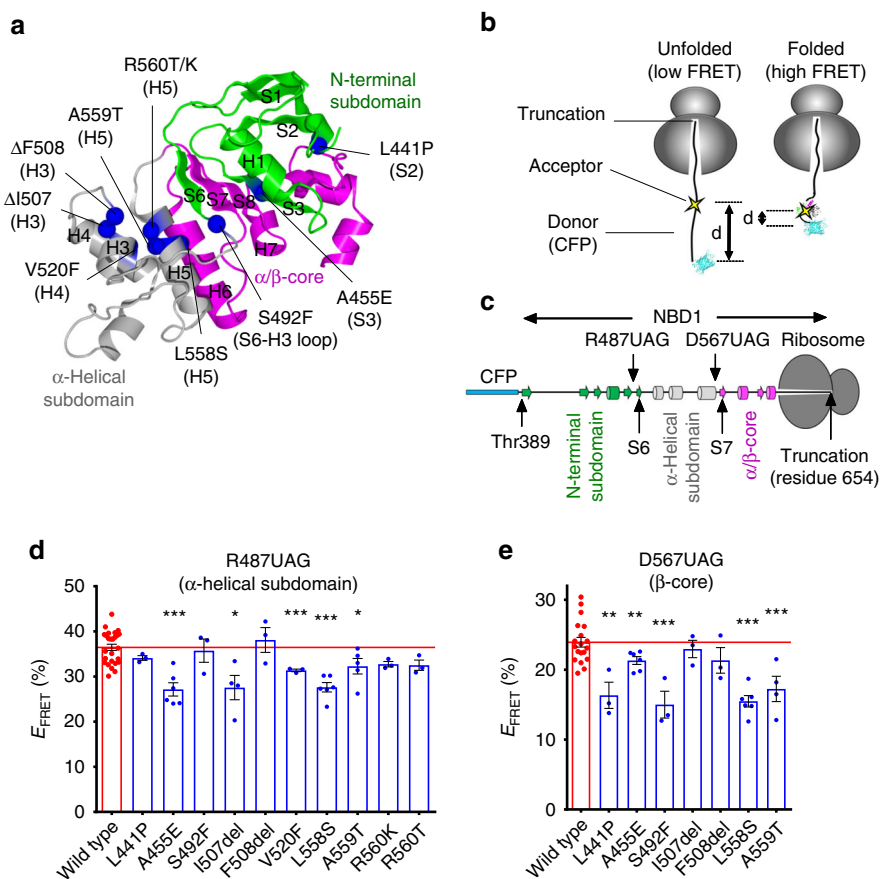 a
R560T/K
(H5)
A559T
(H5)
ΔF508
(H3)
ΔI507
(H3)
V520F
(H4)
N-terminal
subdomain
L441P
(S2)
S1
S2
H1
S6
S7
S8
S3
H4
H3
H5
H7
H6
α/β-core
A455E
(S3)
S492F
(S6-H3 loop)
L558S
(H5)
α-Helical
subdomain
b
Unfolded
(low FRET)
Folded
(high FRET)
Truncation
Acceptor
Donor
(CFP)
d
d
c
NBD1
R487UAG
D567UAG
Ribosome
CFP
Thr389
N-terminal
subdomain
S6
α-Helical
subdomain
S7
α/β-core
Truncation
(residue 654)
d
R487UAG
(α-helical subdomain)
EFRET (%)
50
40
30
20
10
0
***
*
***
***
*
Wild type
L441P
A455E
S492F
I507del
F508del
V520F
L558S
A559T
R560K
R560T
e
D567UAG
(β-core)
EFRET (%)
30
20
10
0
**
**
***
***
***
Wild type
L441P
A455E
S492F
I507del
F508del
L558S
A559T